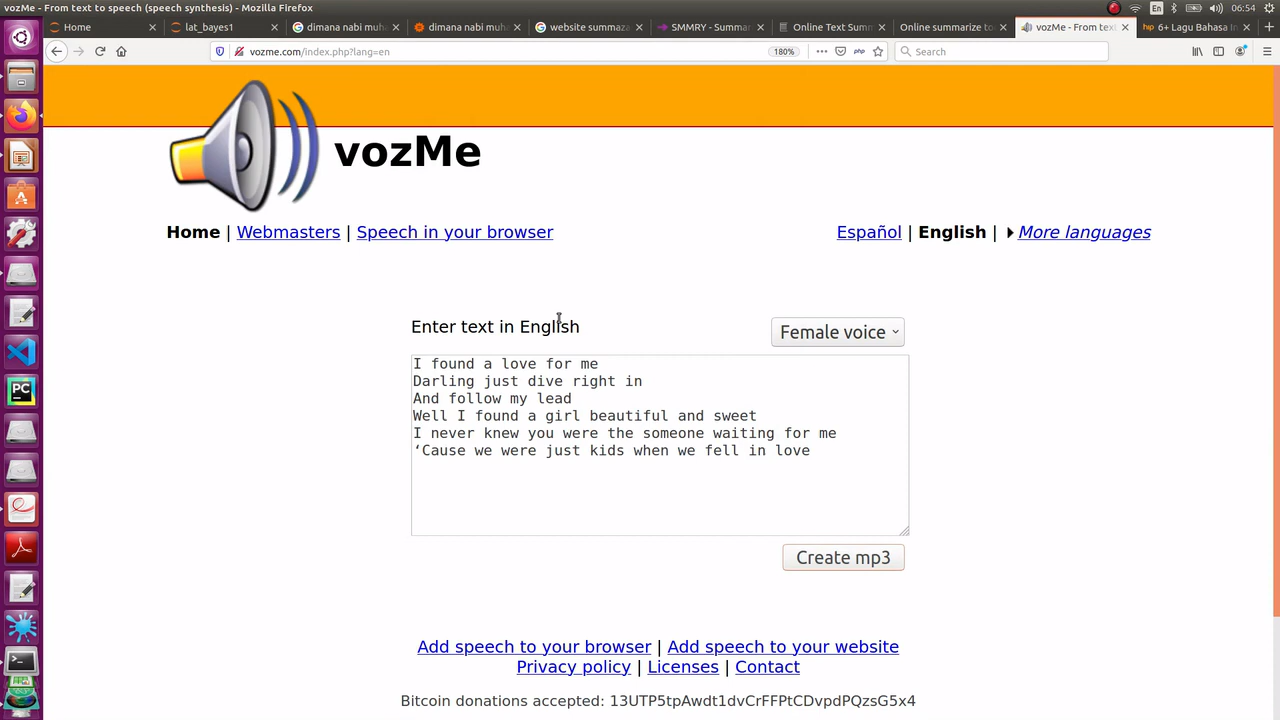 vozMe - From text to speech (speech synthesis) - Mozilla Firefox
En
06:54
Home
lat_bayes1
dimana nabi muh
dimana nabi muh
website summaz
SMMRY - Summar
Online Text Summ
Online summarize to
vozMe - From tex
hp 6+ Lagu Bahasa In
vozme.com/index.php?lang=en
180%
php
Search
vozMe
Home | Webmasters | Speech in your browser
Español | English | More languages
Enter text in English
Female voice
I found a love for me
Darling just dive right in
And follow my lead
Well I found a girl beautiful and sweet
I never knew you were the someone waiting for me
‘Cause we were just kids when we fell in love
Create mp3
Add speech to your browser | Add speech to your website
Privacy policy | Licenses | Contact
Bitcoin donations accepted: 13UTP5tpAwdt1dvCrFFPtCDvpdPQzsG5x4
PC